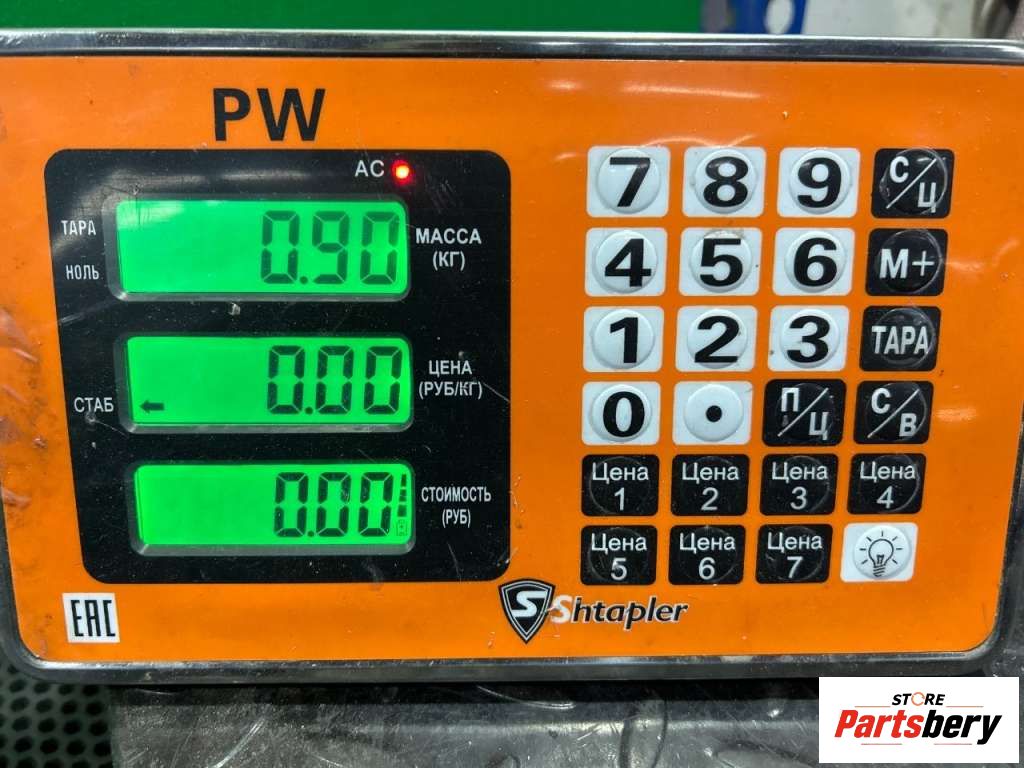 PW
AC
ТАРА
НОЛЬ
0.90
МАССА
(КГ)
СТАБ
0.00
ЦЕНА
(РУБ/КГ)
0.00
СТОИМОСТЬ
(РУБ)
7 8 9 С/Ц
4 5 6 М+
1 2 3 ТАРА
0 • П/Ц С/В
Цена 1
Цена 2
Цена 3
Цена 4
Цена 5
Цена 6
Цена 7
EAC
S Shtapler
STORE
Partsbery